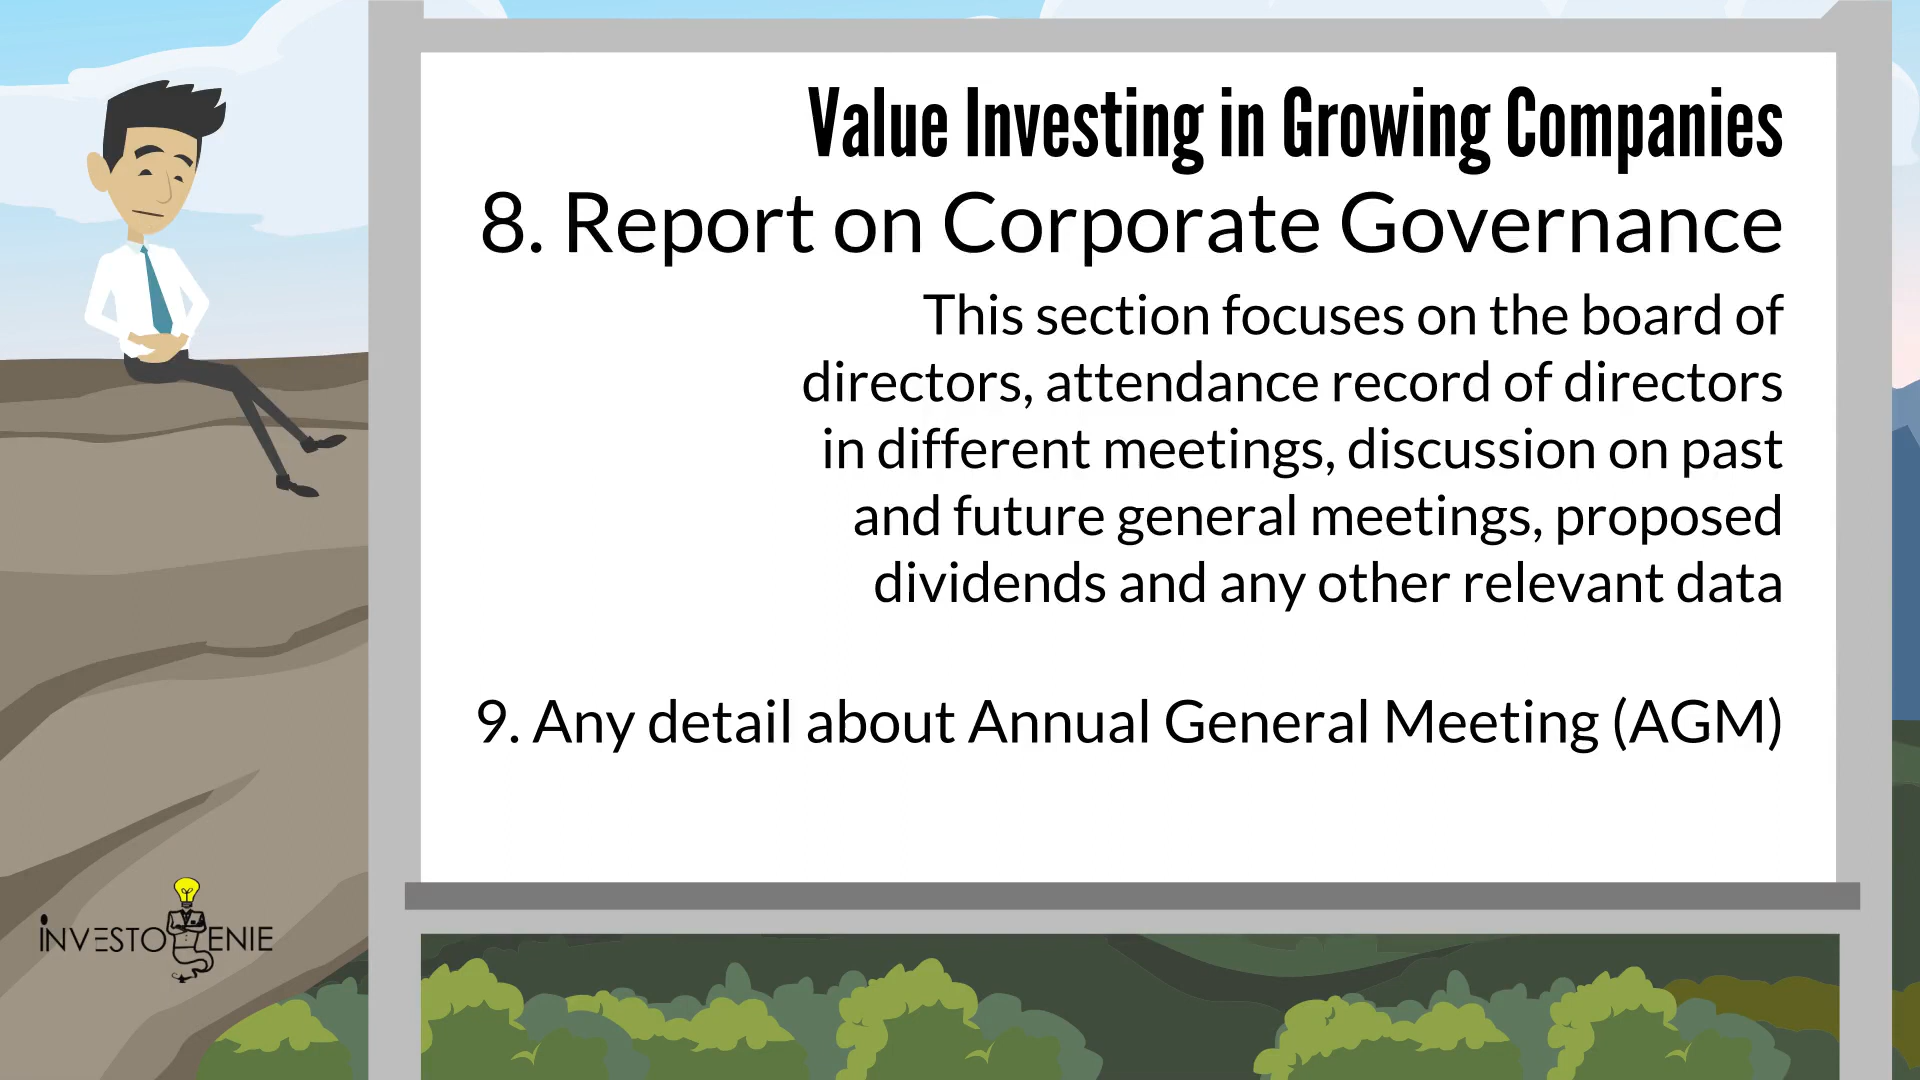 Value Investing in Growing Companies
8. Report on Corporate Governance
This section focuses on the board of
directors, attendance record of directors
in different meetings, discussion on past
and future general meetings, proposed
dividends and any other relevant data
9. Any detail about Annual General Meeting (AGM)
INVESTOGENIE